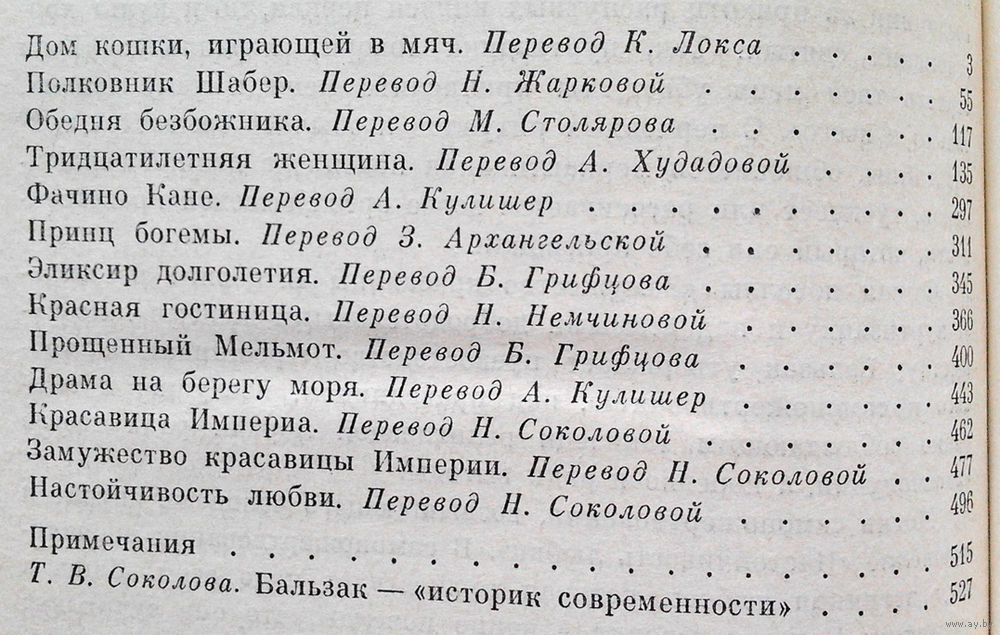 Дом кошки, играющей в мяч. Перевод К. Локса . . . . . 3
Полковник Шабер. Перевод Н. Жарковой . . . . . . . 55
Обедня безбожника. Перевод М. Столярова . . . . . 117
Тридцатилетняя женщина. Перевод А. Худадовой . . . . 135
Фачино Кане. Перевод А. Кулишер . . . . . . . . 297
Принц богемы. Перевод З. Архангельской . . . . . . 311
Эликсир долголетия. Перевод Б. Грифцова . . . . . . 345
Красная гостиница. Перевод Н. Немчиновой . . . . . 366
Прощенный Мельмот. Перевод Б. Грифцова . . . . . 400
Драма на берегу моря. Перевод А. Кулишер . . . . . 443
Красавица Империа. Перевод Н. Соколовой . . . . . 462
Замужество красавицы Империи. Перевод Н. Соколовой . . 477
Настойчивость любви. Перевод Н. Соколовой . . . . . 496
Примечания . . . . . . . . . . . . . . . . . 515
Т. В. Соколова. Бальзак — «историк современности» . . . . 527
www.ay.by